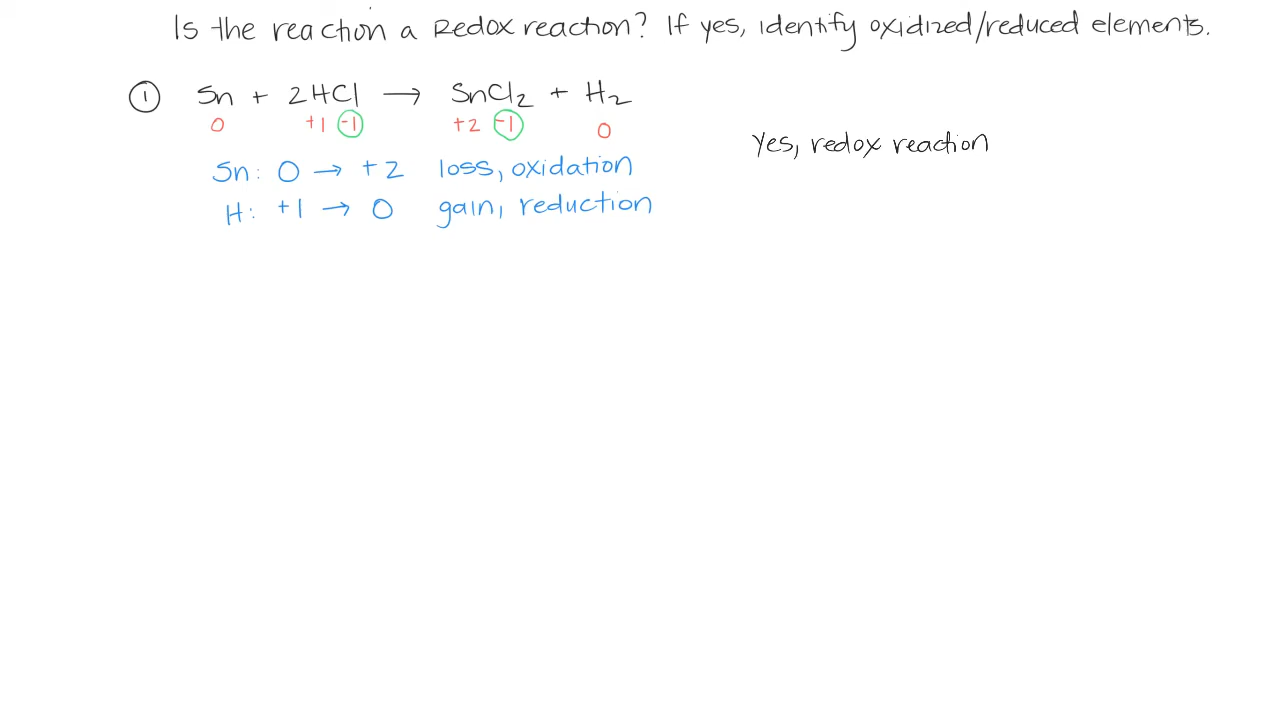 Is the reaction a Redox reaction? If yes, identify oxidized/reduced elements.
① Sn + 2HCl → SnCl₂ + H₂
0 +1 -1 +2 -1 0
Yes, redox reaction
Sn: 0 → +2 loss, oxidation
H: +1 → 0 gain, reduction